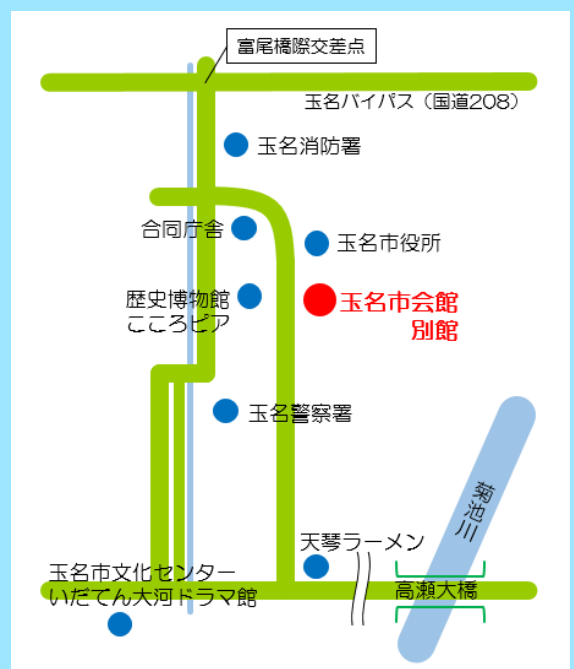 富尾橋際交差点
玉名バイパス（国道208）
玉名消防署
合同庁舎
玉名市役所
歴史博物館
こころピア
玉名市会館
別館
玉名警察署
菊池川
天琴ラーメン
玉名市文化センター
いだてん大河ドラマ館
高瀬大橋